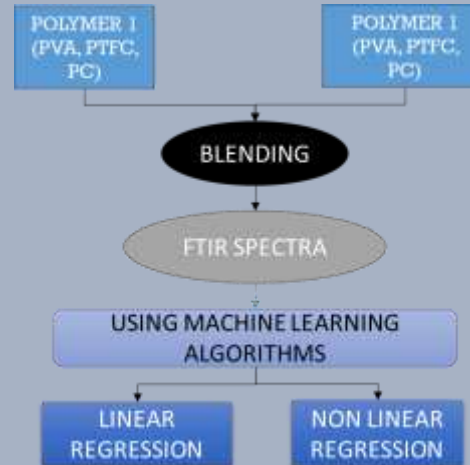 POLYMER 1
(PVA, PTFC,
PC)
POLYMER 1
(PVA, PTFC,
PC)
BLENDING
FTIR SPECTRA
USING MACHINE LEARNING
ALGORITHMS
LINEAR
REGRESSION
NON LINEAR
REGRESSION